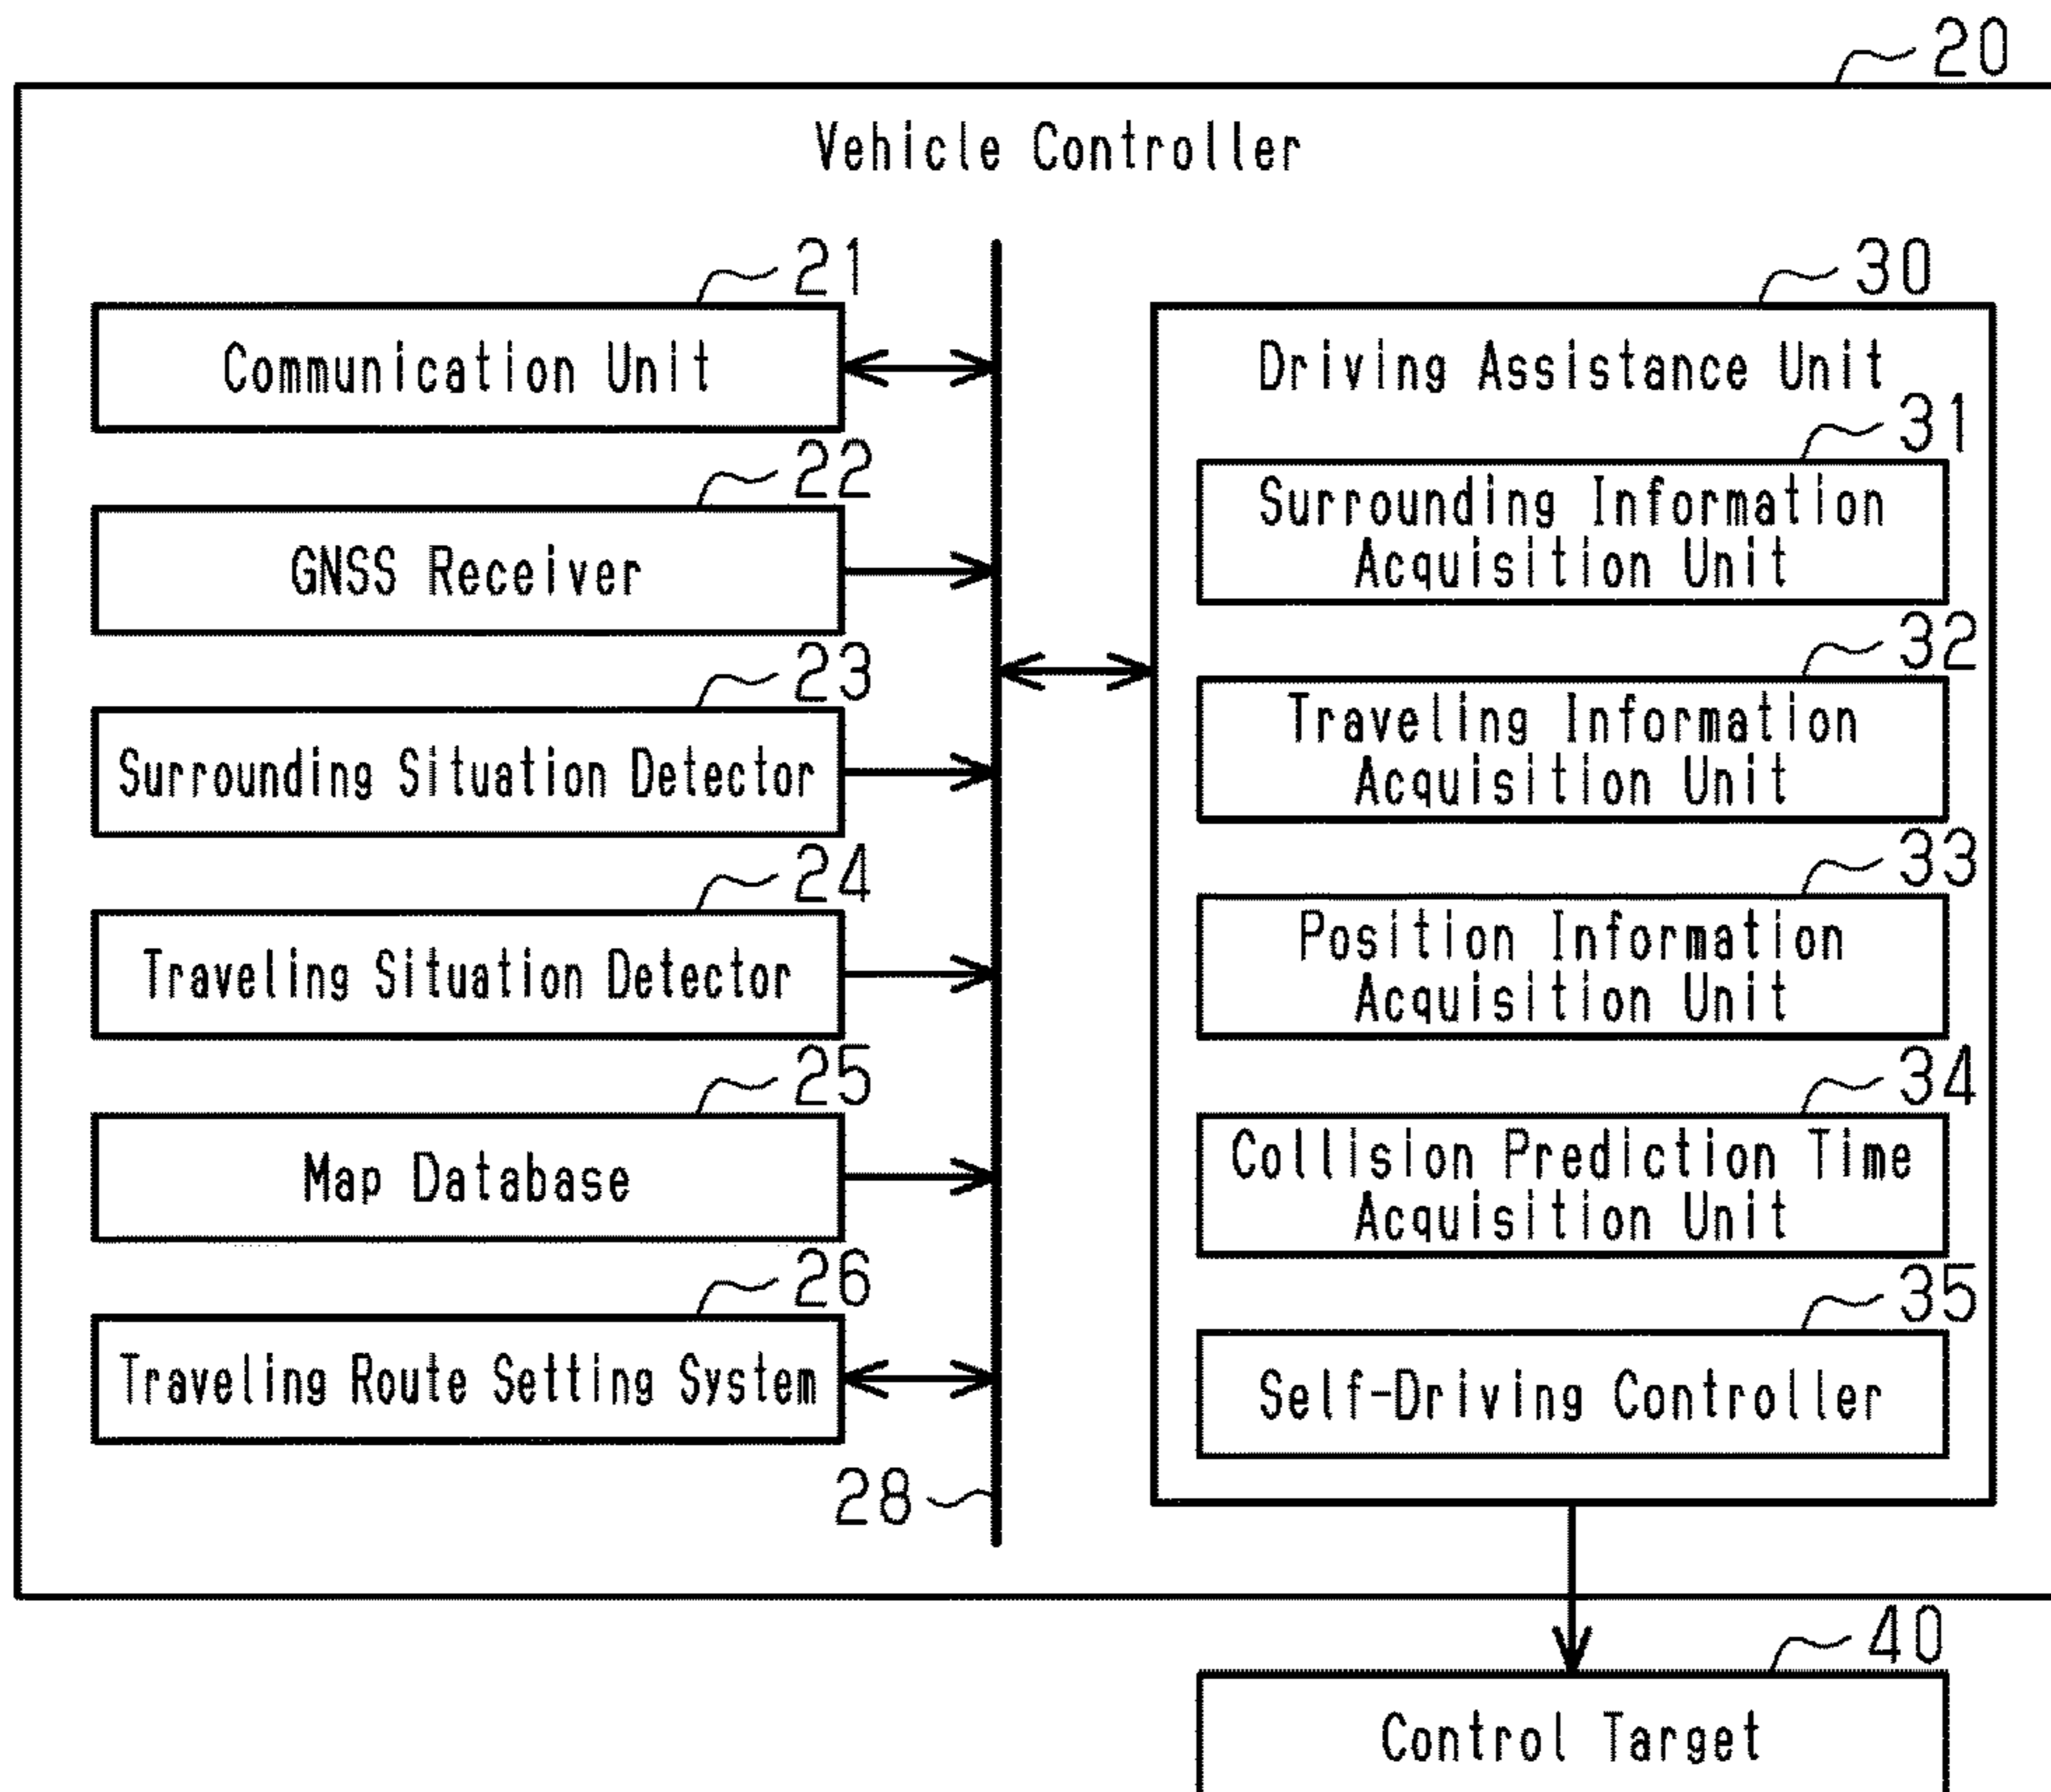 20
Vehicle Controller
21
Communication Unit
22
GNSS Receiver
23
Surrounding Situation Detector
24
Traveling Situation Detector
25
Map Database
26
Traveling Route Setting System
28
30
Driving Assistance Unit
31
Surrounding Information
Acquisition Unit
32
Traveling Information
Acquisition Unit
33
Position Information
Acquisition Unit
34
Collision Prediction Time
Acquisition Unit
35
Self-Driving Controller
40
Control Target